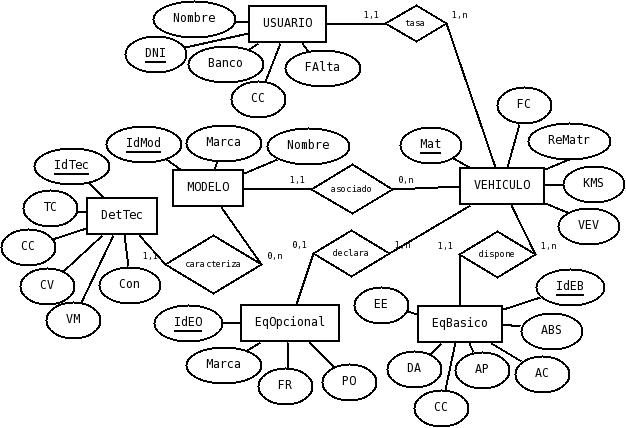 Nombre
USUARIO
1,1
tasa
1,n
DNI
Banco
FAlta
CC
FC
IdMod
Marca
Nombre
Mat
ReMatr
IdTec
MODELO
1,1
asociado
0,n
VEHICULO
KMS
TC
DetTec
VEV
CC
1,1
caracteriza
0,n
0,1
declara
1,n
1,1
dispone
1,n
CV
Con
VM
IdEO
EqOpcional
EE
EqBasico
IdEB
ABS
Marca
FR
PO
DA
AP
AC
CC